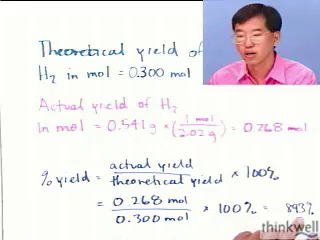 Theoretical yield of
H₂ in mol = 0.300 mol
Actual yield of H₂
in mol = 0.541 g × (1 mol / 2.02 g) = 0.268 mol
% yield = actual yield / theoretical yield × 100%
= 0.268 mol / 0.300 mol × 100% = 89.3%
thinkwell